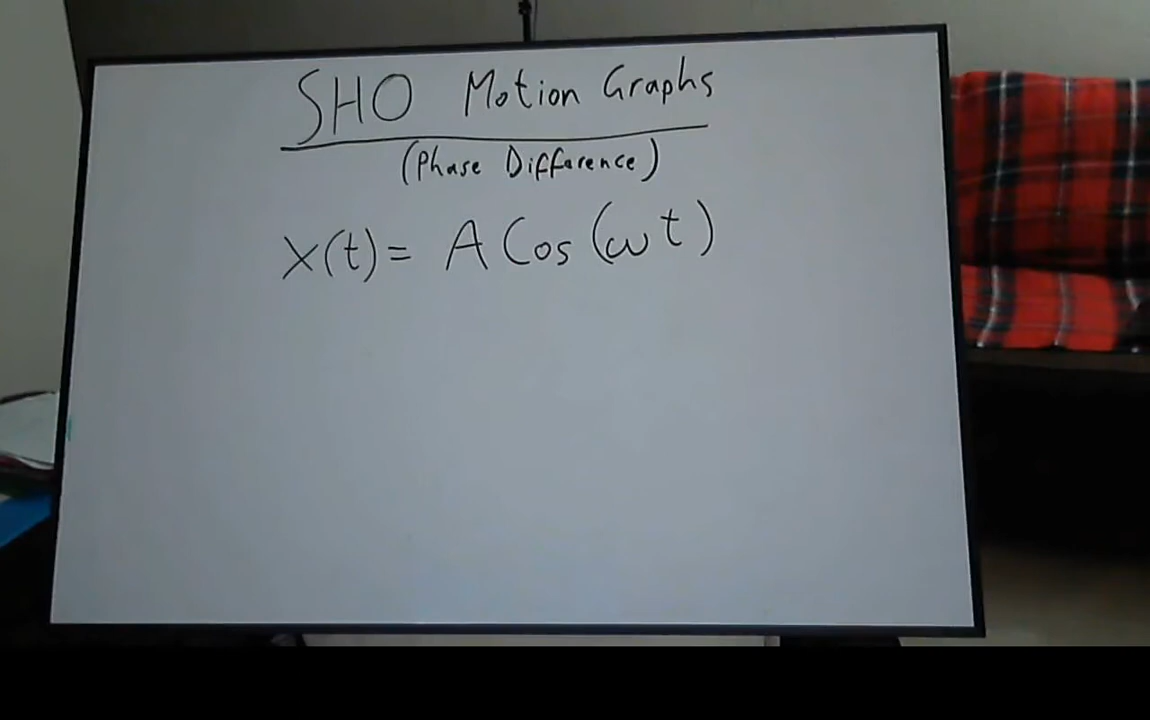 SHO Motion Graphs
(Phase Difference)
X(t) = A Cos (ωt)